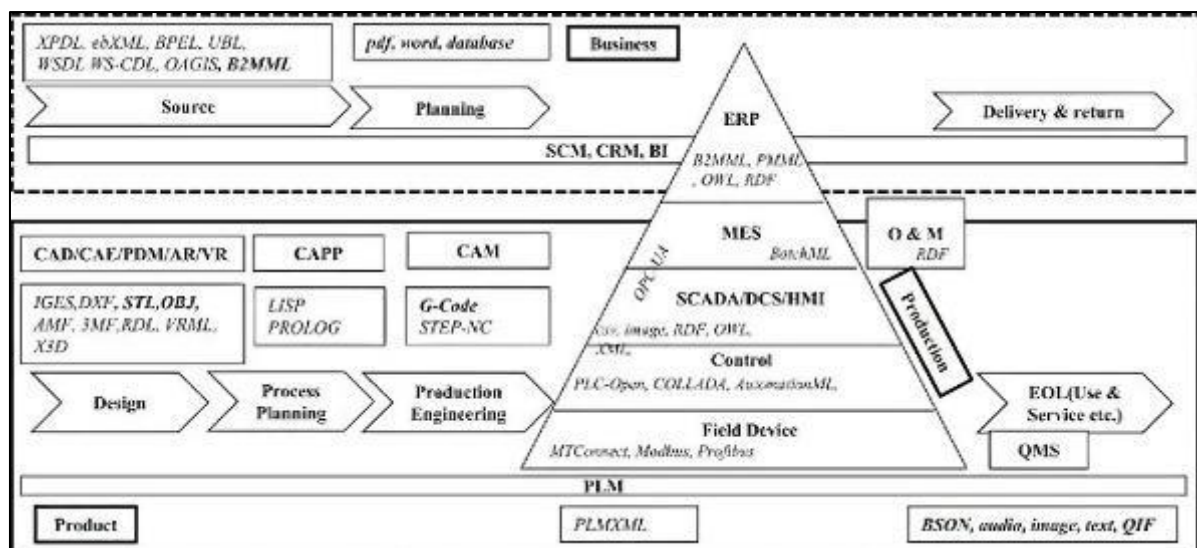 XPDL, ebXML, BPEL, UBL,
WSDL WS-CDL, OAGIS, B2MML
pdf, word, database
Business
Source
Planning
Delivery & return
SCM, CRM, BI
ERP
B2MML, PMML
, OWL, RDF
MES
BatchML
O & M
RDF
OPC-UA
CAD/CAE/PDM/AR/VR
CAPP
CAM
IGES,DXF, STL,OBJ,
AMF, 3MF,RDL, VRML,
X3D
LISP
PROLOG
G-Code
STEP-NC
SCADA/DCS/HMI
csv, image, RDF, OWL,
XML,
Production
Control
PLC-Open, COLLADA, AutomationML,
Design
Process
Planning
Production
Engineering
EOL(Use &
Service etc.)
Field Device
MTConnect, Modbus, Profibus
QMS
PLM
Product
PLMXML
BSON, audio, image, text, QIF